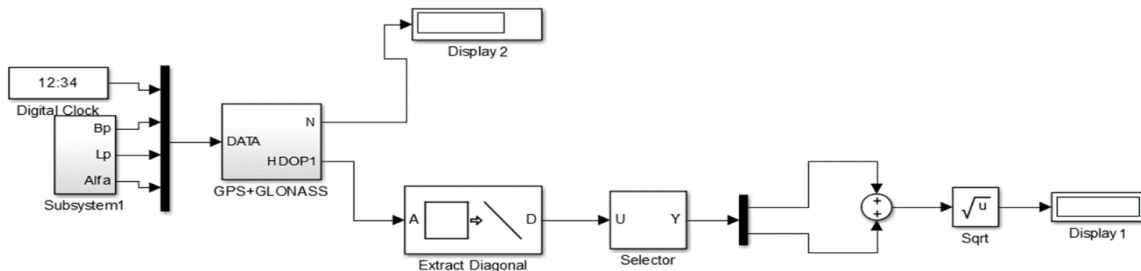 Display 2
12:34
Digital Clock
Bp
Lp
Alfa
Subsystem1
DATA
N
HDOP1
GPS+GLONASS
A
D
Extract Diagonal
U
Y
Selector
+
+
√u
Sqrt
Display 1